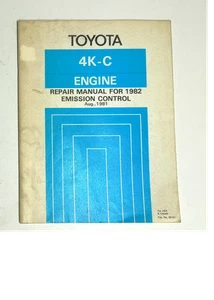 TOYOTA
4K-C
ENGINE
REPAIR MANUAL FOR 1982
EMISSION CONTROL
Aug., 1981